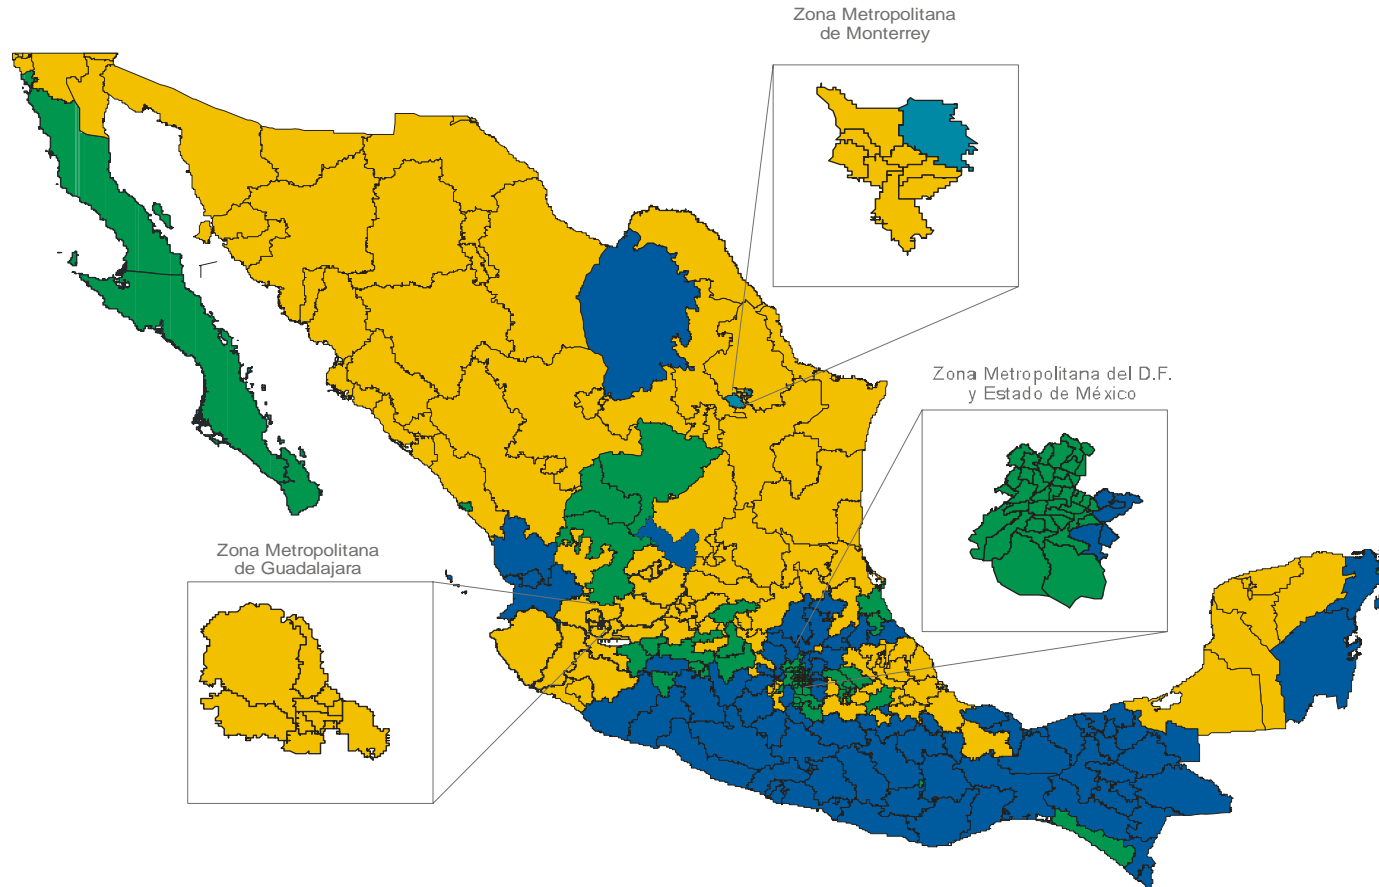 Zona Metropolitana
de Monterrey
Zona Metropolitana del D.F.
y Estado de México
Zona Metropolitana
de Guadalajara